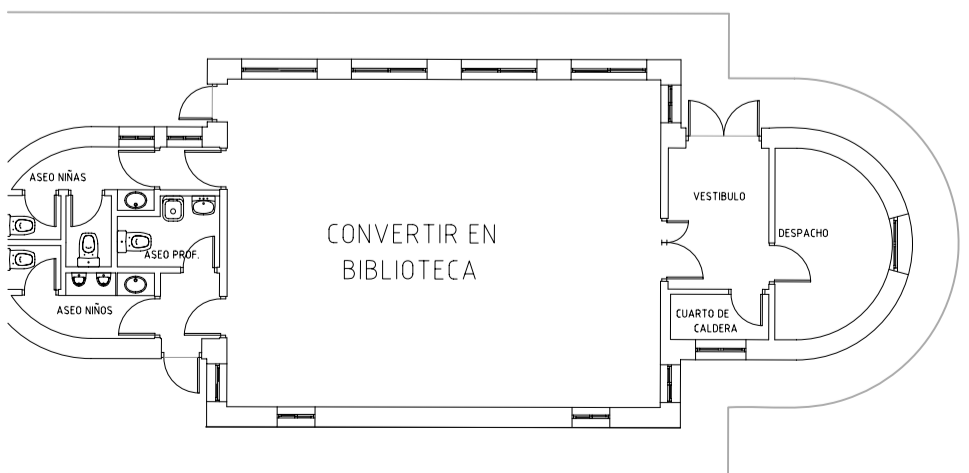 ASEO NIÑAS
VESTIBULO
CONVERTIR EN
BIBLIOTECA
DESPACHO
ASEO PROF.
ASEO NIÑOS
CUARTO DE
CALDERA